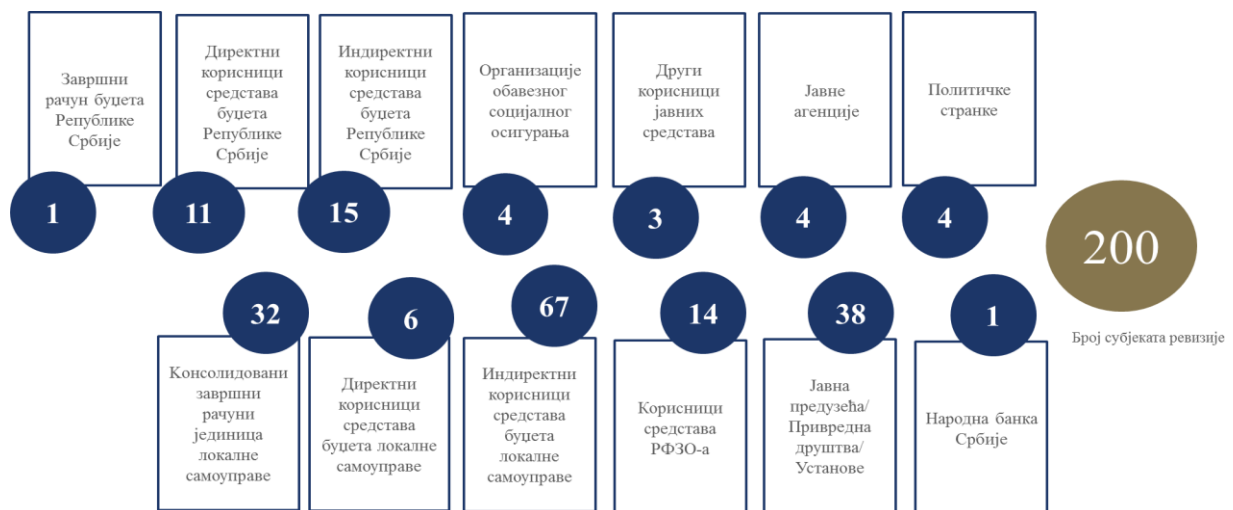 Завршни
рачун буџета
Републике
Србије
1
Директни
корисници
средстава
буџета
Републике
Србије
11
Индиректни
корисници
средстава
буџета
Републике
Србије
15
Организације
обавезног
социјалног
осигурања
4
Други
корисници
јавних
средстава
3
Јавне
агенције
4
Политичке
странке
4
200
Број субјеката ревизије
32
Консолидовани
завршни
рачуни
јединица
локалне
самоуправе
6
Директни
корисници
средстава
буџета локалне
самоуправе
67
Индиректни
корисници
средстава
буџета
локалне
самоуправе
14
Корисници
средстава
РФЗО-а
38
Јавна
предузећа/
Привредна
друштва/
Установе
1
Народна банка
Србије